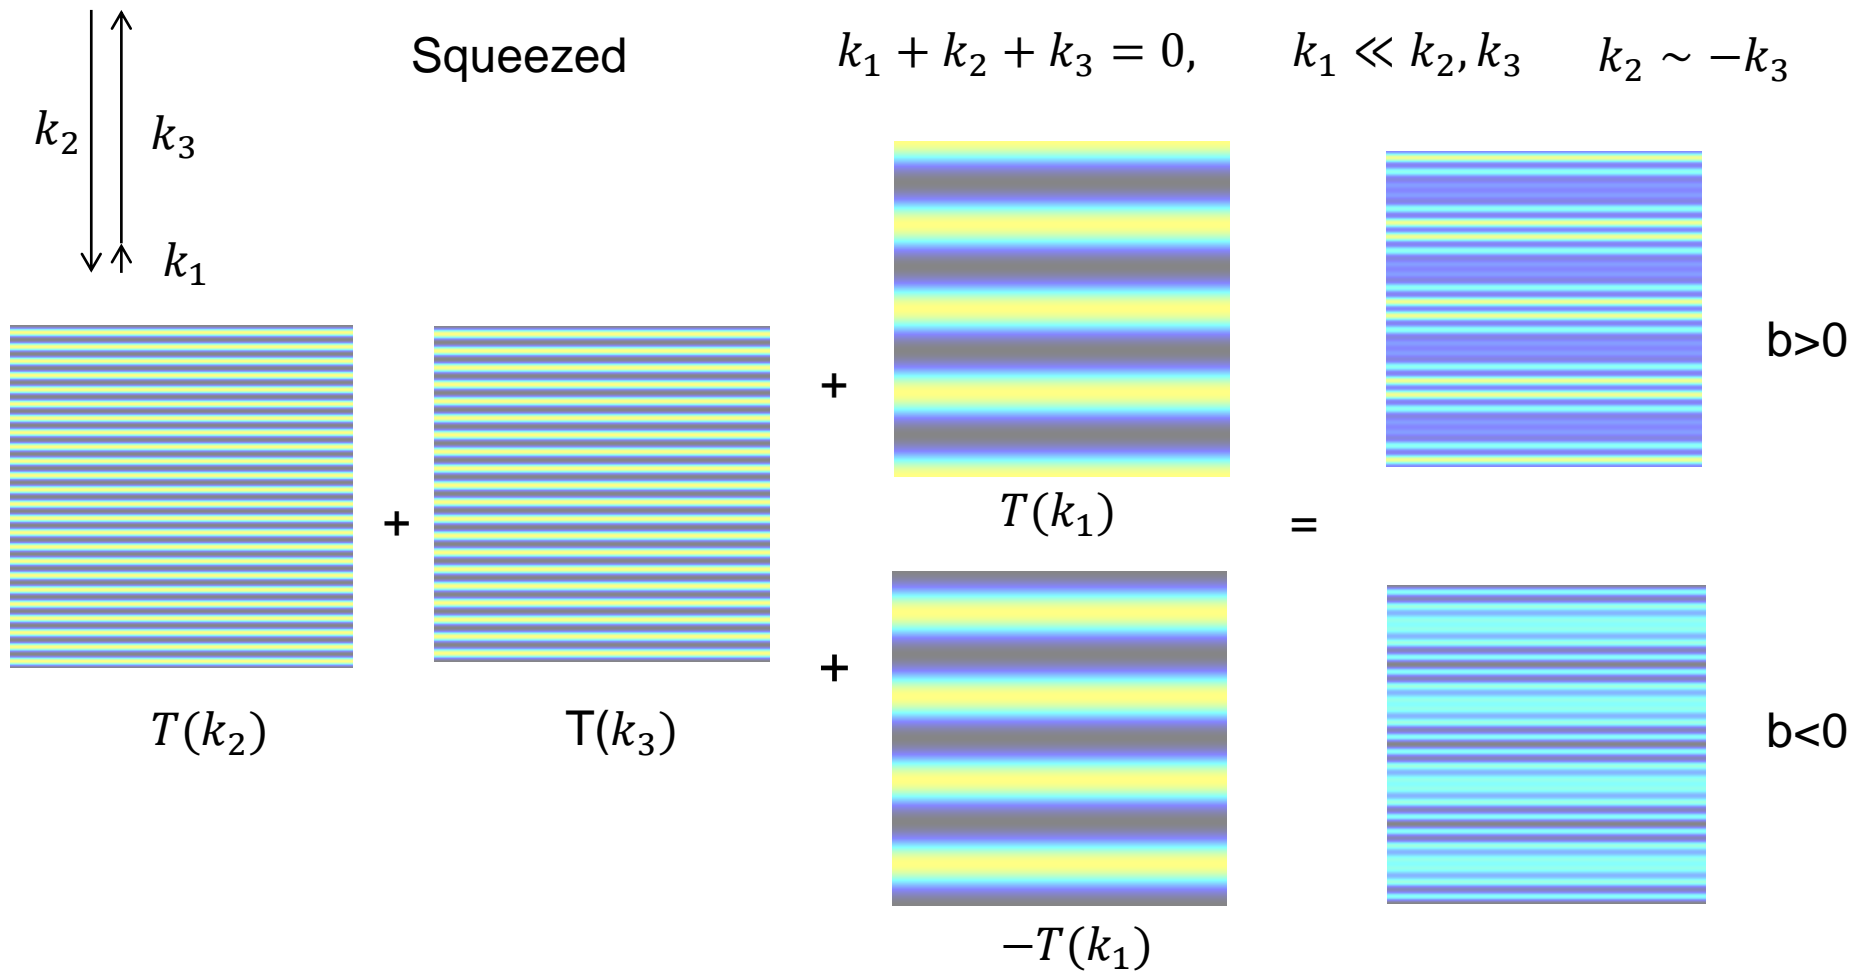 Squeezed
𝑘₁ + 𝑘₂ + 𝑘₃ = 0, 𝑘₁ ≪ 𝑘₂, 𝑘₃ 𝑘₂ ~ −𝑘₃
𝑘₂ 𝑘₃
𝑘₁
b>0
+
𝑇(𝑘₁)
+ =
+
𝑇(𝑘₂) T(𝑘₃) b<0
−𝑇(𝑘₁)